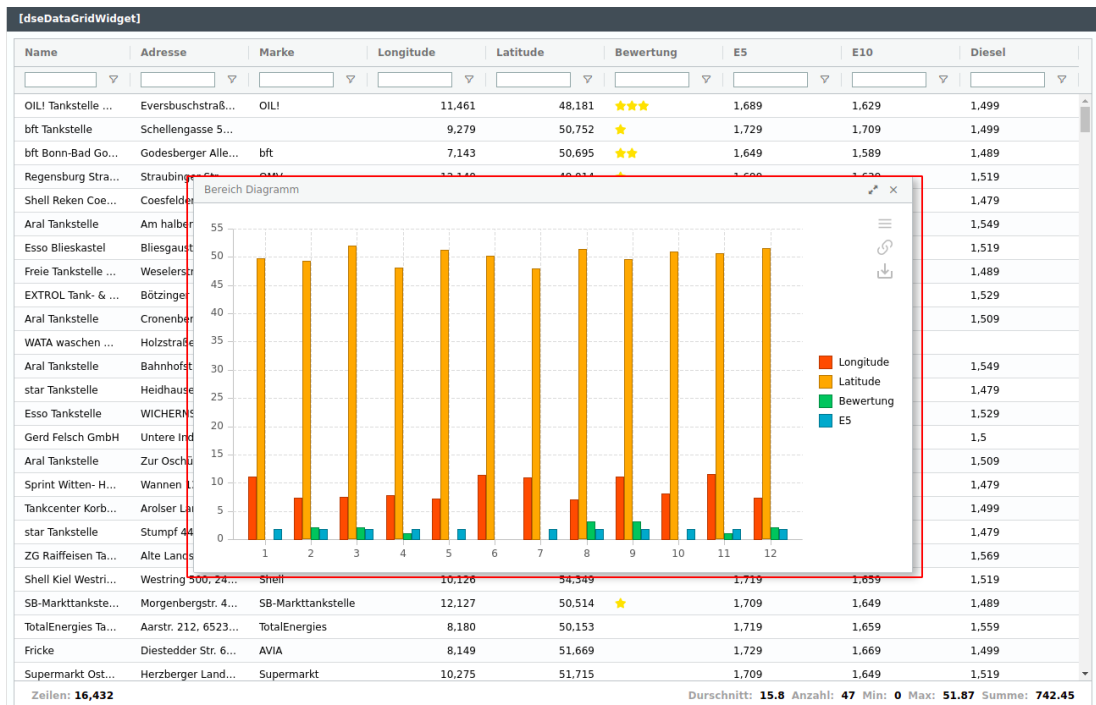 [dseDataGridWidget]
Name Adresse Marke Longitude Latitude Bewertung E5 E10 Diesel
OIL! Tankstelle ... Eversbuschstraß... OIL! 11,461 48,181 1,689 1,629 1,499
bft Tankstelle Schellengasse 5... 9,279 50,752 1,729 1,709 1,499
bft Bonn-Bad Go... Godesberger Alle... bft 7,143 50,695 1,649 1,589 1,489
Regensburg Stra... 1,519
Bereich Diagramm
Shell Reken Coe... Coesfelde 1,479
Aral Tankstelle Am halber 1,549
Esso Blieskastel Bliesgaust 1,519
Freie Tankstelle ... Weselerst 1,489
EXTROL Tank- & ... Bötzinger 1,529
Aral Tankstelle Cronenber 1,509
WATA waschen ... Holzstraße
Aral Tankstelle Bahnhofst 1,549
star Tankstelle Heidhause 1,479
Esso Tankstelle WICHERNS 1,529
Gerd Felsch GmbH Untere Ind 1,5
Aral Tankstelle Zur Oschü 1,509
Sprint Witten- H... Wannen 1 1,479
Tankcenter Korb... Arolser La 1,499
star Tankstelle Stumpf 44 1,479
ZG Raiffeisen Ta... Alte Lands 1,569
55
50
45
40
35
30
25
20
15
10
5
0
1 2 3 4 5 6 7 8 9 10 11 12
Longitude
Latitude
Bewertung
E5
Shell Kiel Westri... Westring 500, 24... Shell 10,126 54,349 1,719 1,659 1,519
SB-Markttankste... Morgenbergstr. 4... SB-Markttankstelle 12,127 50,514 1,709 1,649 1,489
TotalEnergies Ta... Aarstr. 212, 6523... TotalEnergies 8,180 50,153 1,719 1,659 1,559
Fricke Diestedder Str. 6... AVIA 8,149 51,669 1,729 1,669 1,499
Supermarkt Ost... Herzberger Land... Supermarkt 10,275 51,715 1,709 1,649 1,519
Zeilen: 16,432 Durschnitt: 15.8 Anzahl: 47 Min: 0 Max: 51.87 Summe: 742.45